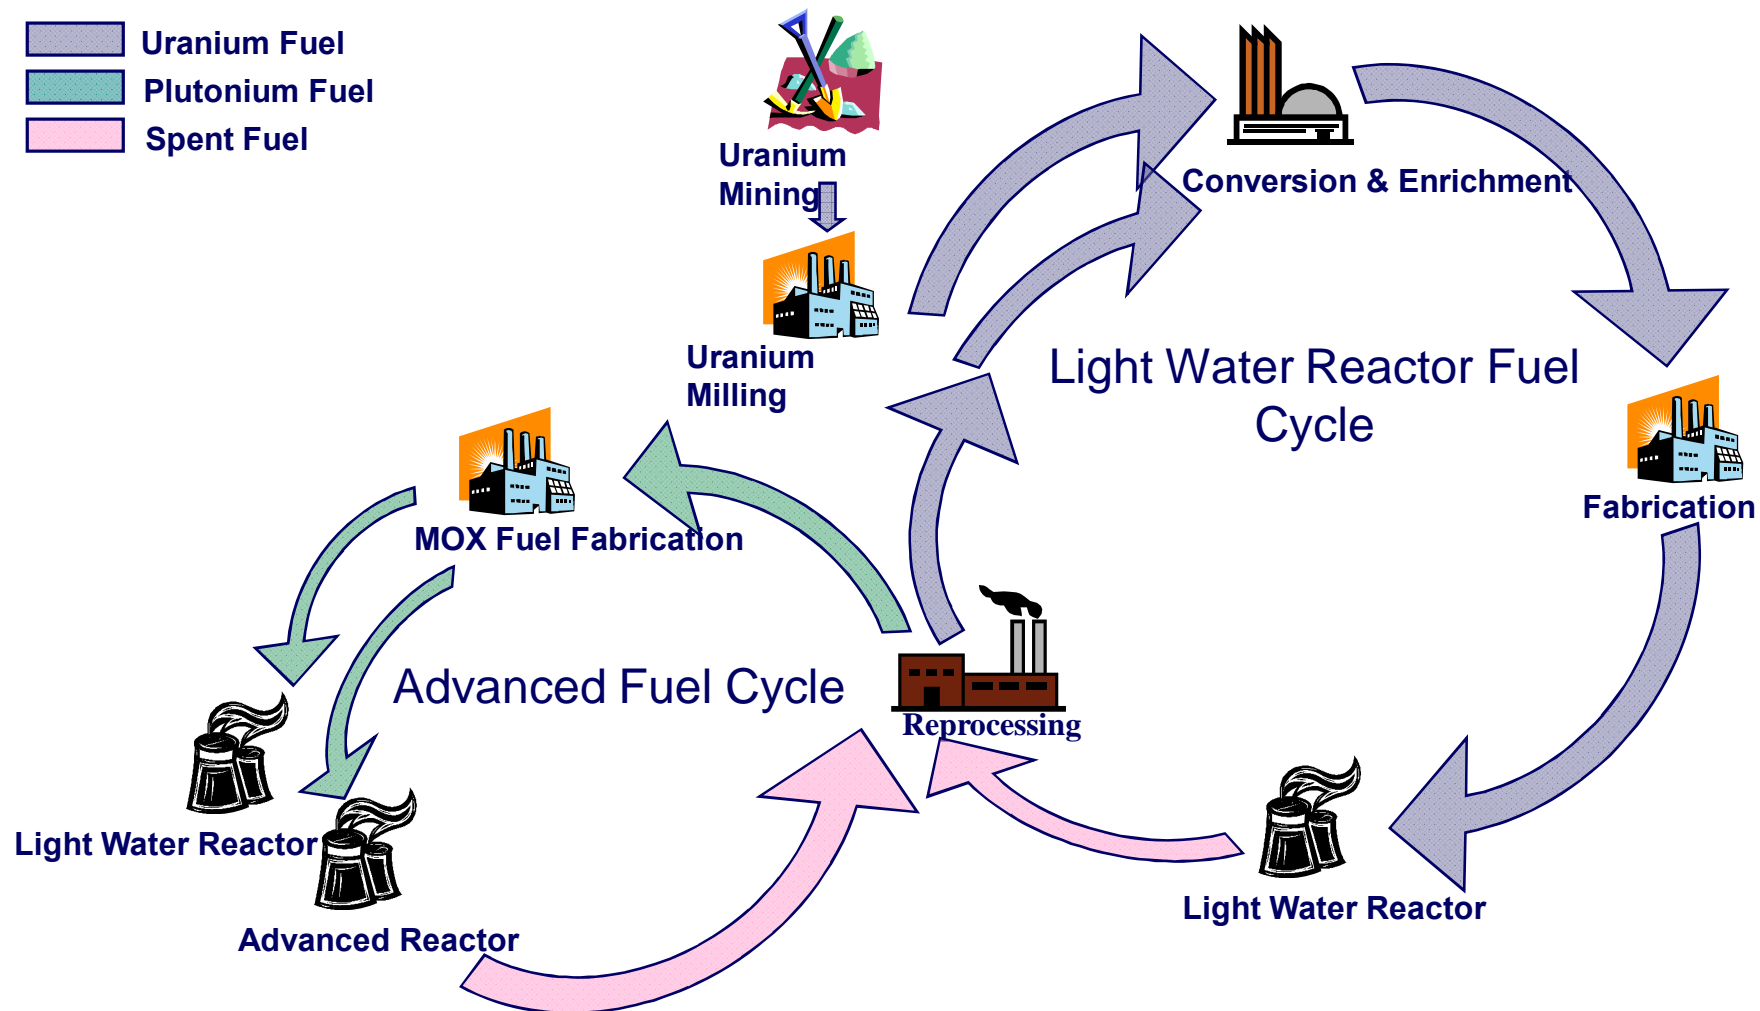 Uranium Fuel
Plutonium Fuel
Spent Fuel
Uranium
Mining
Conversion & Enrichment
Uranium
Milling
Light Water Reactor Fuel
Cycle
Fabrication
MOX Fuel Fabrication
Advanced Fuel Cycle
Reprocessing
Light Water Reactor
Light Water Reactor
Advanced Reactor